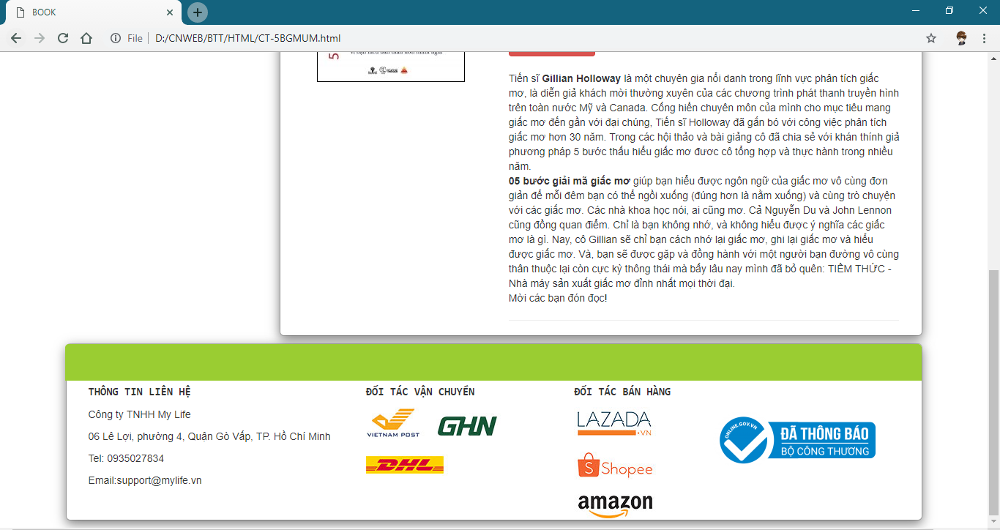 BOOK
File
D:/CNWEB/BTT/HTML/CT-5BGMUM.html
5
Tiến sĩ Gillian Holloway là một chuyên gia nổi danh trong lĩnh vực phân tích giấc
mơ, là diễn giả khách mời thường xuyên của các chương trình phát thanh truyền hình
trên toàn nước Mỹ và Canada. Cống hiến chuyên môn của mình cho mục tiêu mang
giấc mơ đến gần với đại chúng, Tiến sĩ Holloway đã gắn bó với công việc phân tích
giấc mơ hơn 30 năm. Trong các hội thảo và bài giảng cô đã chia sẻ với khán thính giả
phương pháp 5 bước thấu hiểu giấc mơ đươc cô tổng hợp và thực hành trong nhiều
năm.
05 bước giải mã giấc mơ giúp bạn hiểu được ngôn ngữ của giấc mơ vô cùng đơn
giản để mỗi đêm bạn có thể ngồi xuống (đúng hơn là nằm xuống) và cùng trò chuyện
với các giấc mơ. Các nhà khoa học nói, ai cũng mơ. Cả Nguyễn Du và John Lennon
cũng đồng quan điểm. Chỉ là bạn không nhớ, và không hiểu được ý nghĩa các giấc
mơ là gì. Nay, cô Gillian sẽ chỉ bạn cách nhớ lại giấc mơ, ghi lại giấc mơ và hiểu
được giấc mơ. Và, bạn sẽ được gặp và đồng hành với một người bạn đường vô cùng
thân thuộc lại còn cực kỳ thông thái mà bấy lâu nay mình đã bỏ quên: TIỀM THỨC -
Nhà máy sản xuất giấc mơ đỉnh nhất mọi thời đại.
Mời các bạn đón đọc!
THÔNG TIN LIÊN HỆ
Công ty TNHH My Life
06 Lê Lợi, phường 4, Quận Gò Vấp, TP. Hồ Chí Minh
Tel: 0935027834
Email:support@mylife.vn
ĐỐI TÁC VẬN CHUYỂN
VIETNAM POST
GHN
DHL
ĐỐI TÁC BÁN HÀNG
LAZADA
.VN
Shopee
amazon
ONLINE.GOV.VN
ĐÃ THÔNG BÁO
BỘ CÔNG THƯƠNG